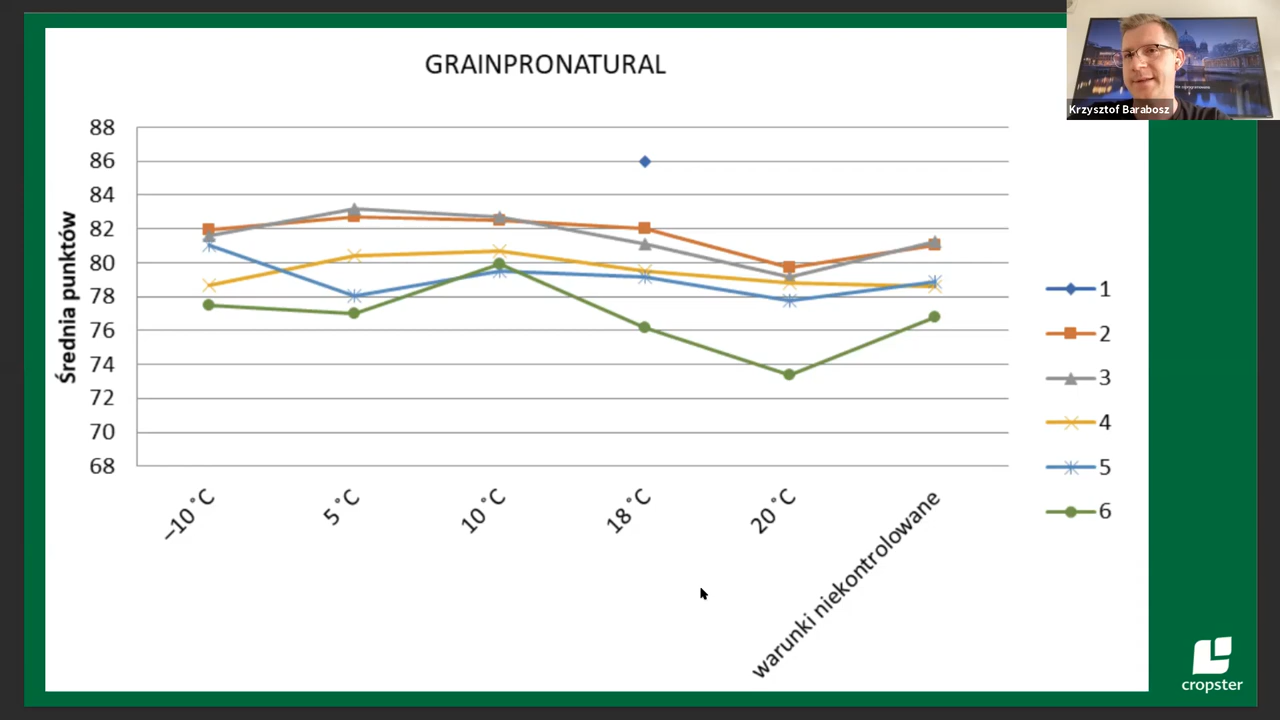 GRAINPRONATURAL
Krzysztof Barabosz
Średnia punktów
88
86
84
82
80
78
76
74
72
70
68
–10˚C
5˚C
10˚C
18˚C
20˚C
warunki niekontrolowane
1
2
3
4
5
6
cropster